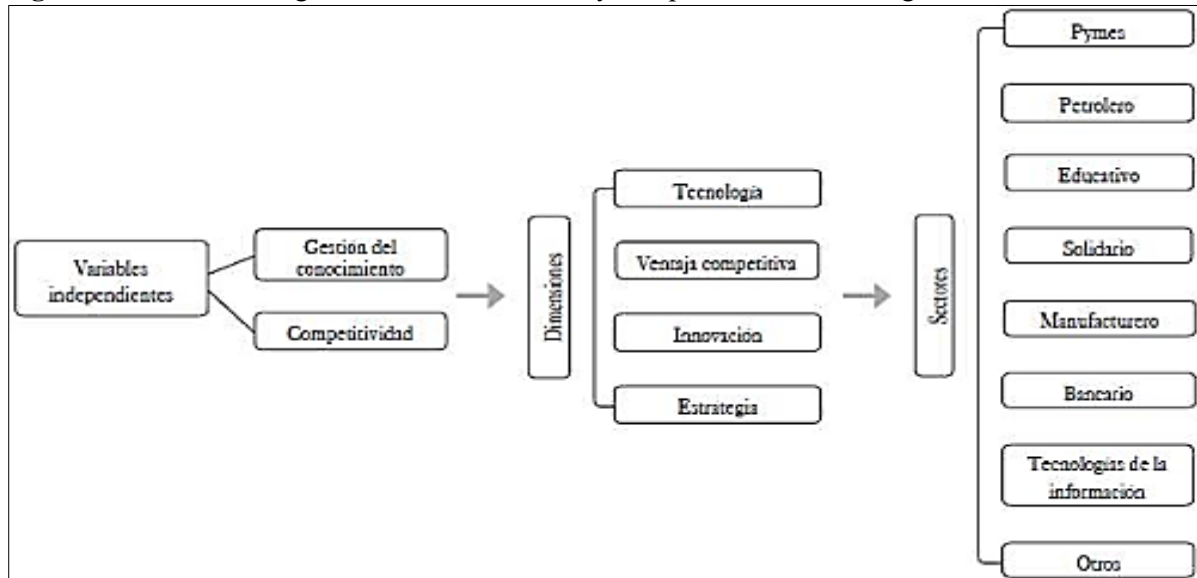 Variables
independientes
Gestión del
conocimiento
Competitividad
Dimensiones
Tecnología
Ventaja competitiva
Innovación
Estrategia
Sectores
Pymes
Petrolero
Educativo
Solidario
Manufacturero
Bancario
Tecnologías de la
información
Otros